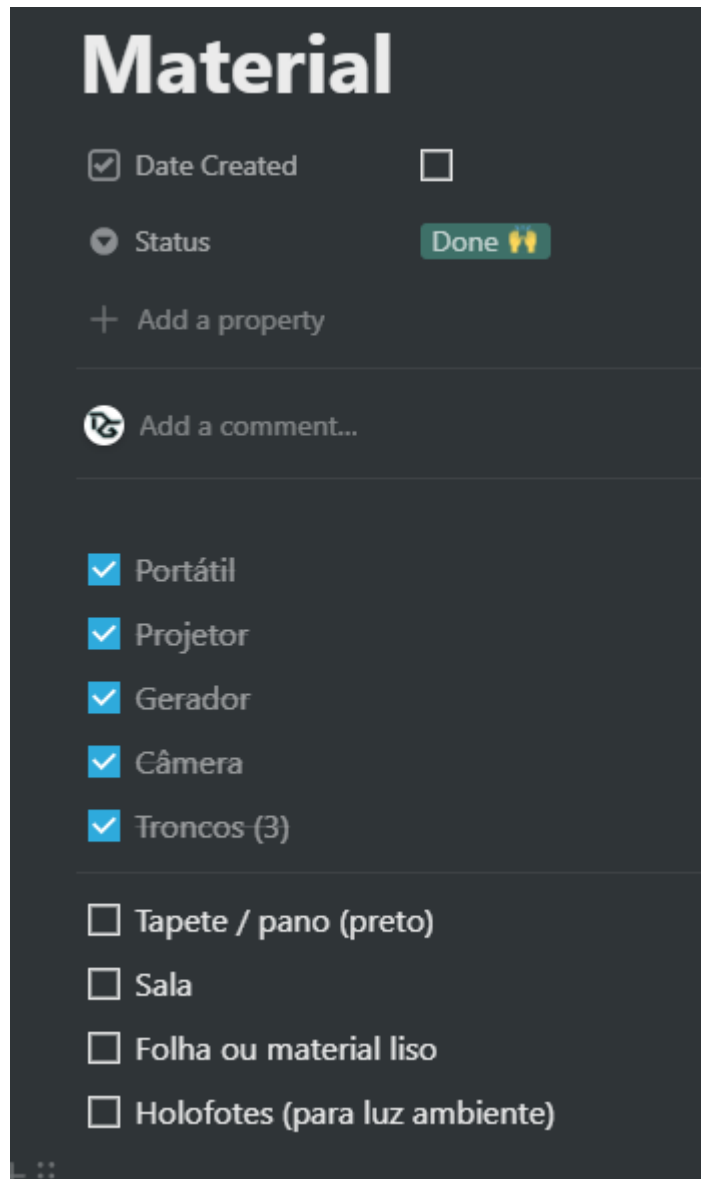 Material
Date Created
Status Done 🙌
Add a property
DG Add a comment...
Portátil
Projetor
Gerador
Câmera
Troncos (3)
Tapete / pano (preto)
Sala
Folha ou material liso
Holofotes (para luz ambiente)